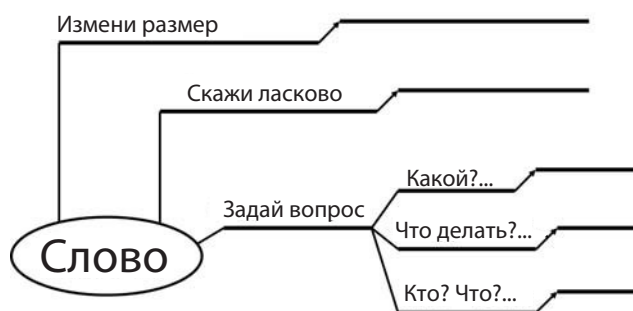 Измени размер
Скажи ласково
Какой?...
Задай вопрос
Что делать?...
Слово
Кто? Что?...